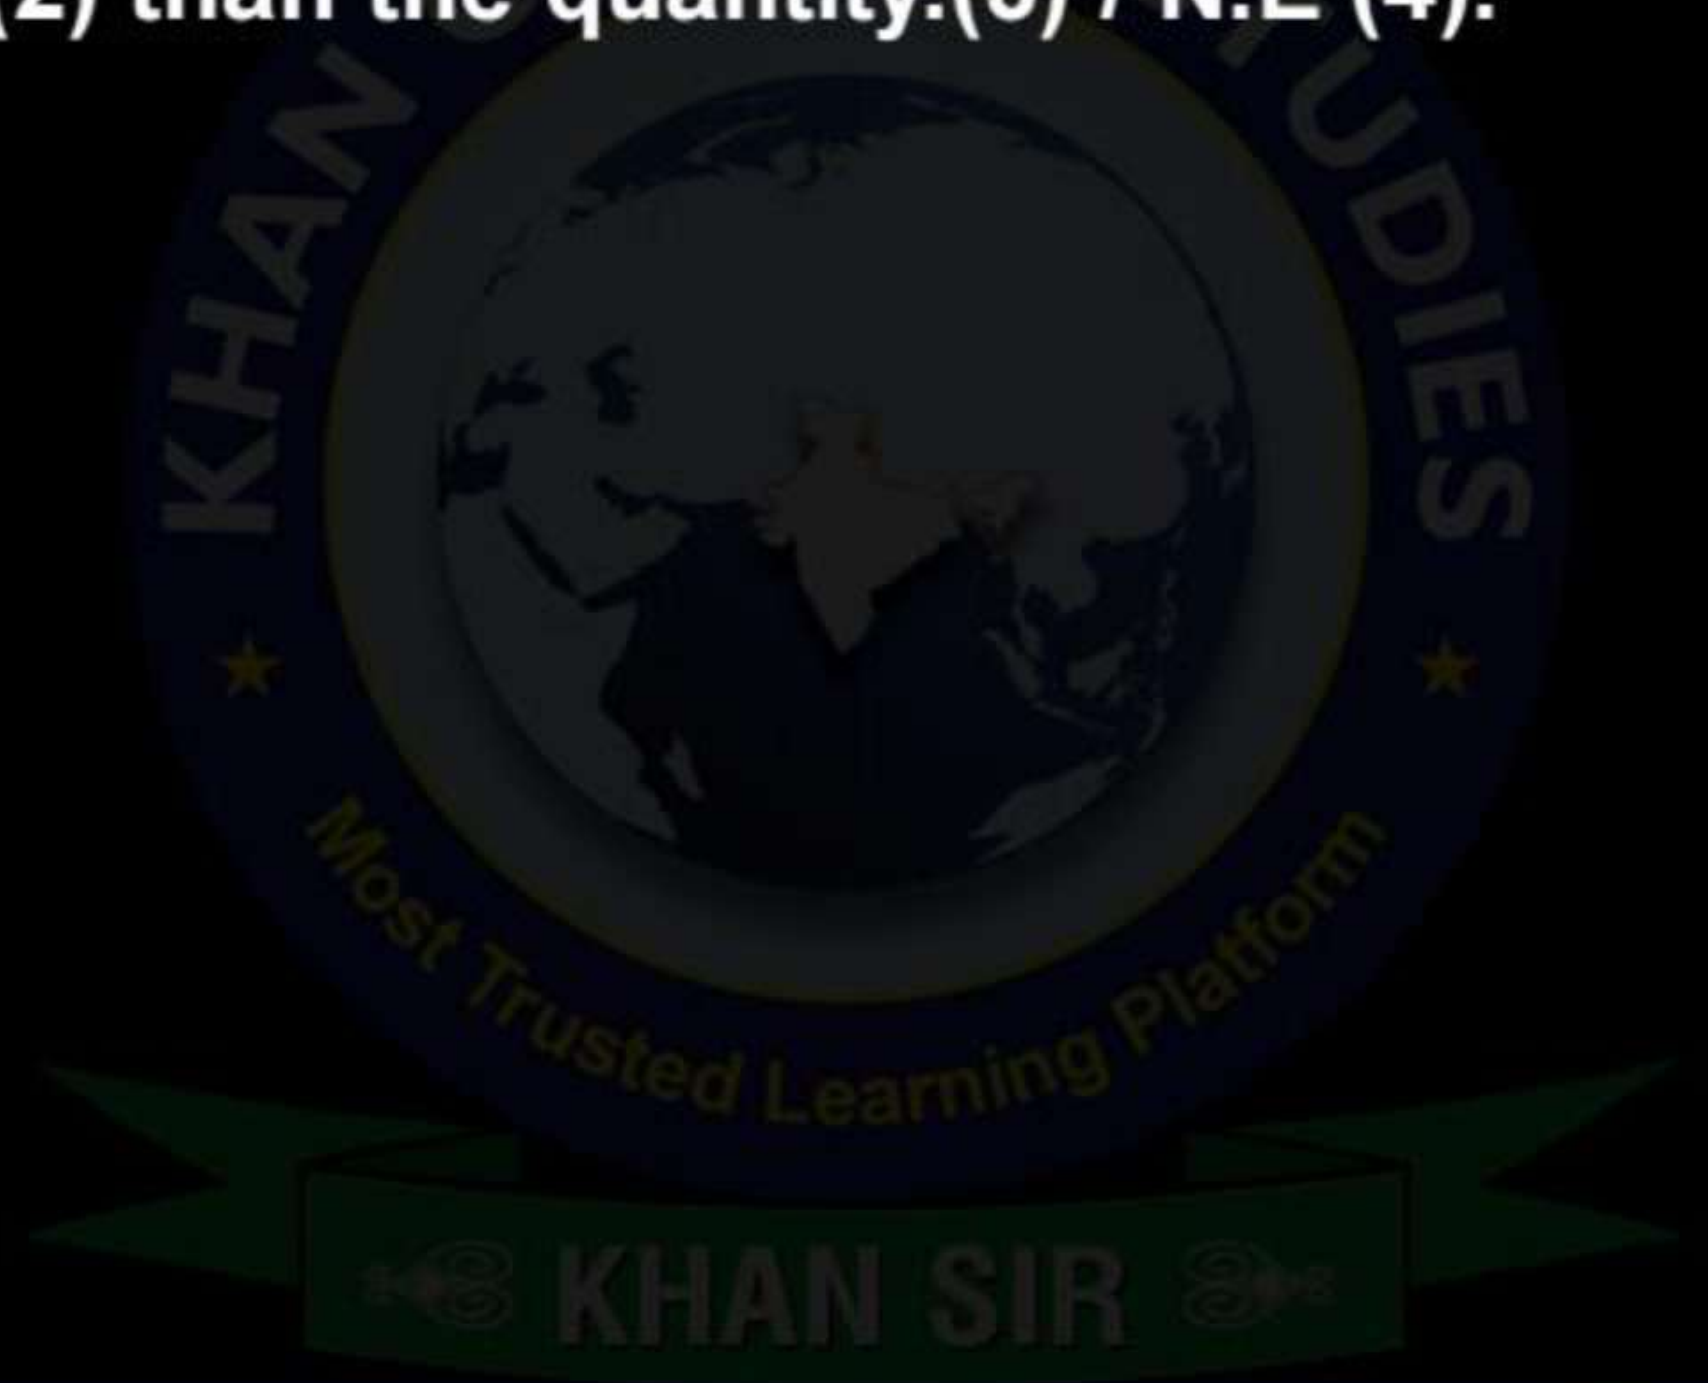 (2) than the quantity.(3) / N.E (4).
KHAN
UDIES
Most Trusted Learning Platform
KHAN SIR